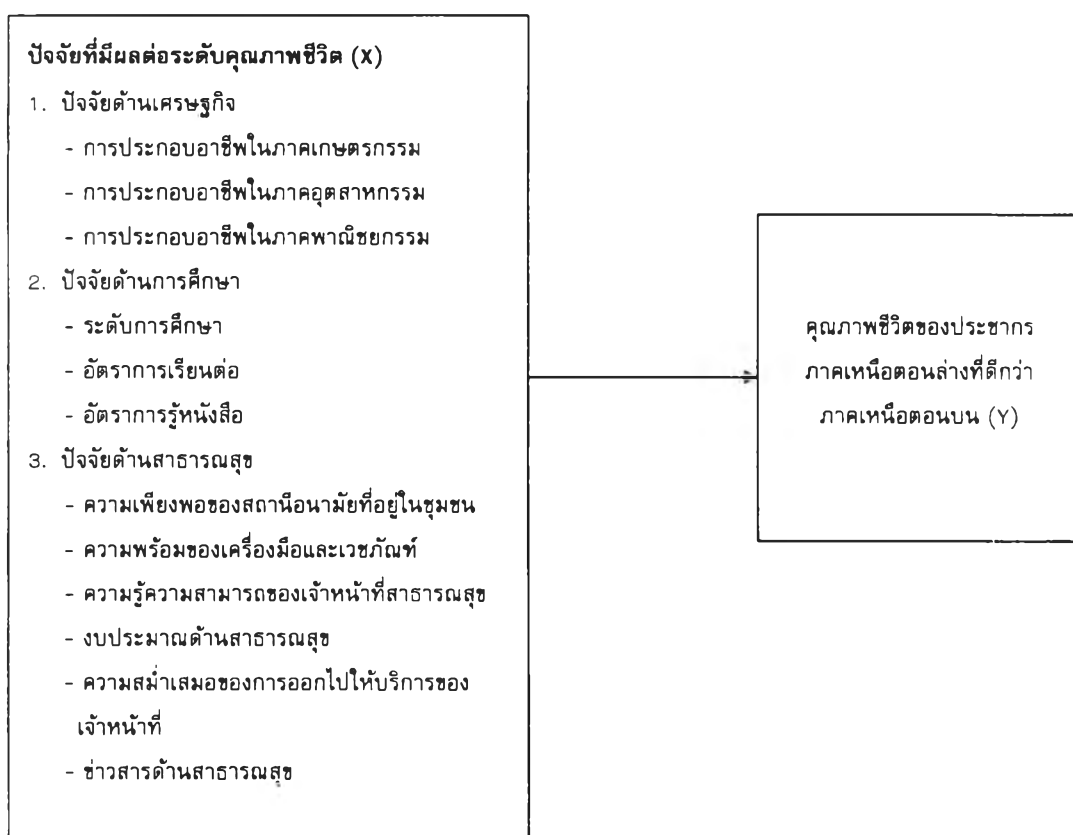 ปัจจัยที่มีผลต่อระดับคุณภาพชีวิต (X)
1. ปัจจัยด้านเศรษฐกิจ
- การประกอบอาชีพในภาคเกษตรกรรม
- การประกอบอาชีพในภาคอุตสาหกรรม
- การประกอบอาชีพในภาคพาณิชยกรรม
2. ปัจจัยด้านการศึกษา
- ระดับการศึกษา
- อัตราการเรียนต่อ
- อัตราการรู้หนังสือ
3. ปัจจัยด้านสาธารณสุข
- ความเพียงพอของสถานีอนามัยที่อยู่ในชุมชน
- ความพร้อมของเครื่องมือและเวชภัณฑ์
- ความรู้ความสามารถของเจ้าหน้าที่สาธารณสุข
- งบประมาณด้านสาธารณสุข
- ความสม่ำเสมอของการออกไปให้บริการของ
เจ้าหน้าที่
- ข่าวสารด้านสาธารณสุข
คุณภาพชีวิตของประชากร
ภาคเหนือตอนล่างที่ดีกว่า
ภาคเหนือตอนบน (Y)